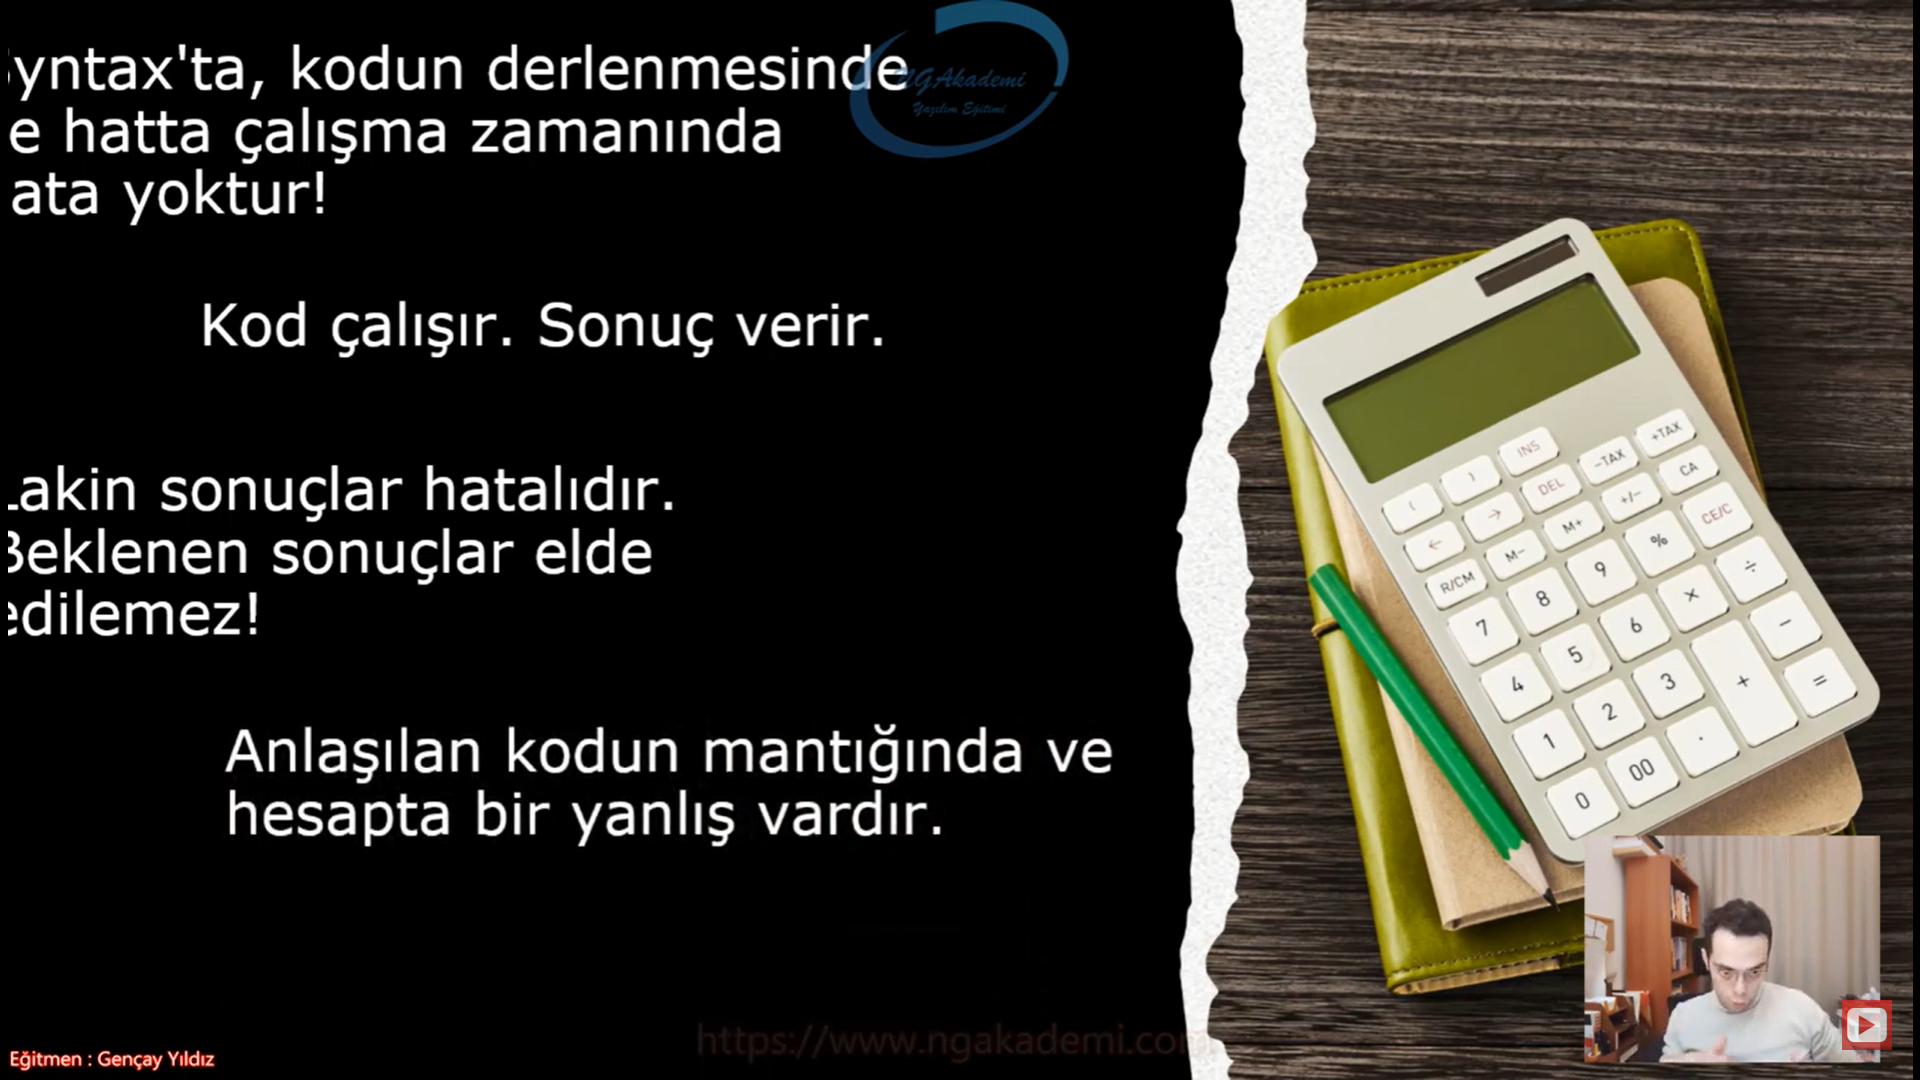 yntax'ta, kodun derlenmesinde
e hatta çalışma zamanında
ata yoktur!
NGAkademi
Yazılım Eğitimi
Kod çalışır. Sonuç verir.
Lakin sonuçlar hatalıdır.
Beklenen sonuçlar elde
edilemez!
Anlaşılan kodun mantığında ve
hesapta bir yanlış vardır.
( ) INS -TAX +TAX
← → DEL +/− CA
R/CM M− M+ % CE/C
7 8 9 × ÷
4 5 6 + −
1 2 3 =
0 00 .
https://www.ngakademi.com
Eğitmen : Gençay Yıldız